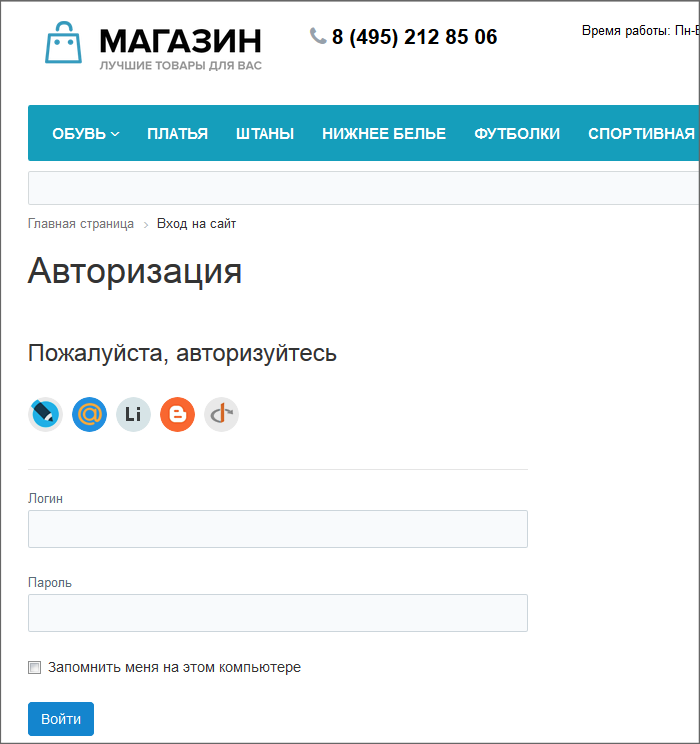 МАГАЗИН
ЛУЧШИЕ ТОВАРЫ ДЛЯ ВАС
8 (495) 212 85 06
Время работы: Пн-
ОБУВЬ ПЛАТЬЯ ШТАНЫ НИЖНЕЕ БЕЛЬЕ ФУТБОЛКИ СПОРТИВНАЯ
Главная страница > Вход на сайт
Авторизация
Пожалуйста, авторизуйтесь
@ Li
Логин
Пароль
Запомнить меня на этом компьютере
Войти